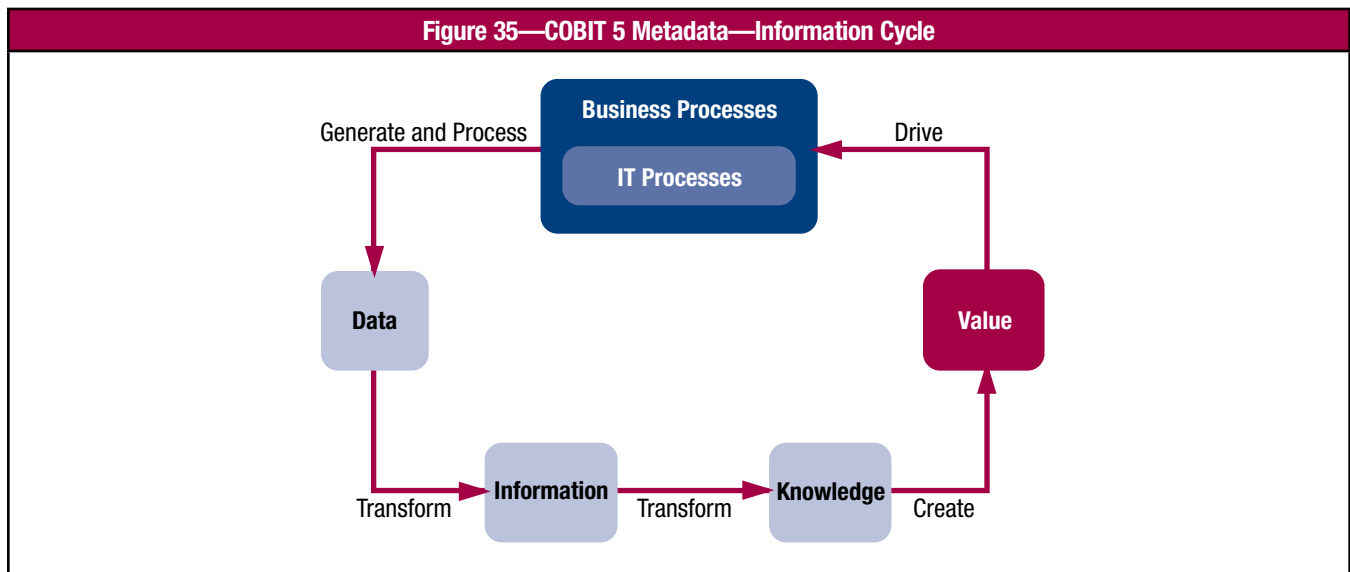 Figure 35—COBIT 5 Metadata—Information Cycle
Business Processes
Generate and Process
Drive
IT Processes
Data
Value
Information
Knowledge
Transform
Transform
Create